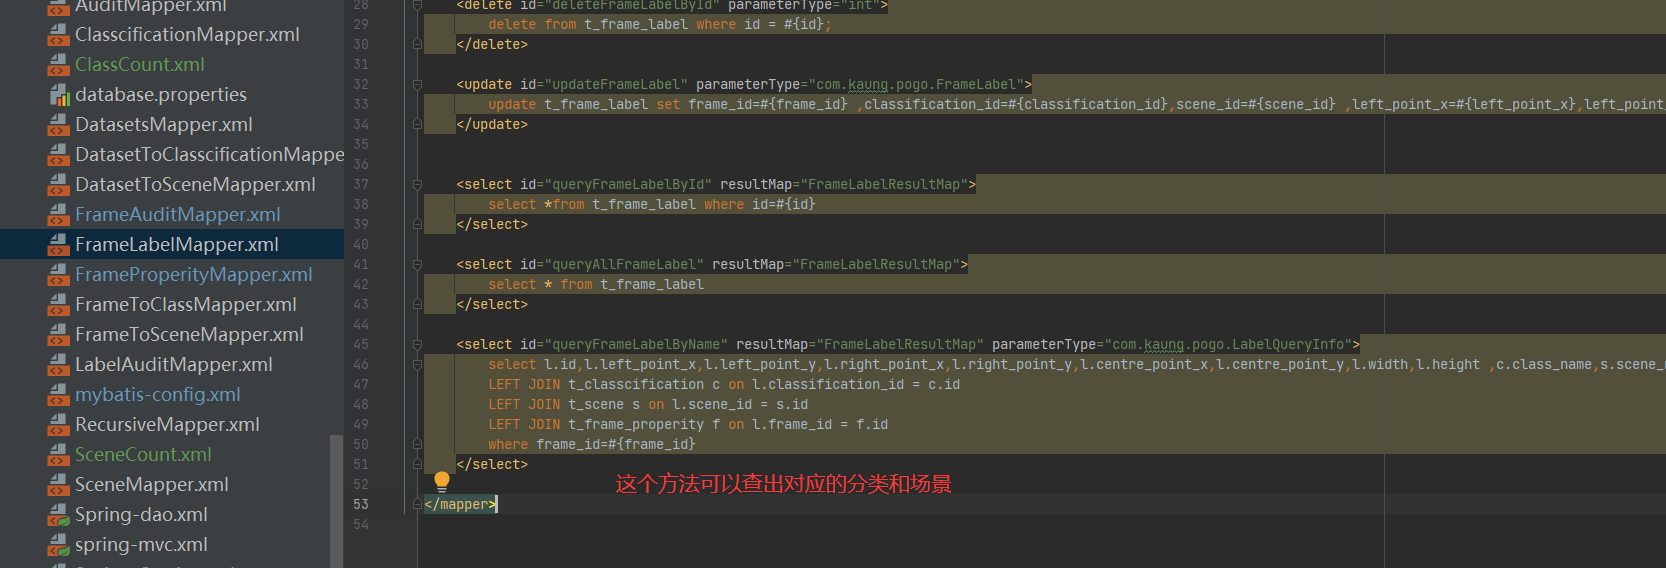 AuditMapper.xml
ClasscificationMapper.xml
ClassCount.xml
database.properties
DatasetsMapper.xml
DatasetToClasscificationMappe
DatasetToSceneMapper.xml
FrameAuditMapper.xml
FrameLabelMapper.xml
FrameProperityMapper.xml
FrameToClassMapper.xml
FrameToSceneMapper.xml
LabelAuditMapper.xml
mybatis-config.xml
RecursiveMapper.xml
SceneCount.xml
SceneMapper.xml
Spring-dao.xml
spring-mvc.xml
28 <delete id="deleteFrameLabelById" parameterType="int">
29 delete from t_frame_label where id = #{id};
30 </delete>
31
32 <update id="updateFrameLabel" parameterType="com.kaung.pogo.FrameLabel">
33 update t_frame_label set frame_id=#{frame_id} ,classification_id=#{classification_id},scene_id=#{scene_id} ,left_point_x=#{left_point_x},left_point_
34 </update>
35
36
37 <select id="queryFrameLabelById" resultMap="FrameLabelResultMap">
38 select *from t_frame_label where id=#{id}
39 </select>
40
41 <select id="queryAllFrameLabel" resultMap="FrameLabelResultMap">
42 select * from t_frame_label
43 </select>
44
45 <select id="queryFrameLabelByName" resultMap="FrameLabelResultMap" parameterType="com.kaung.pogo.LabelQueryInfo">
46 select l.id,l.left_point_x,l.left_point_y,l.right_point_x,l.right_point_y,l.centre_point_x,l.centre_point_y,l.width,l.height ,c.class_name,s.scene_
47 LEFT JOIN t_classcification c on l.classification_id = c.id
48 LEFT JOIN t_scene s on l.scene_id = s.id
49 LEFT JOIN t_frame_properity f on l.frame_id = f.id
50 where frame_id=#{frame_id}
51 </select>
52 这个方法可以查出对应的分类和场景
53 </mapper>
54